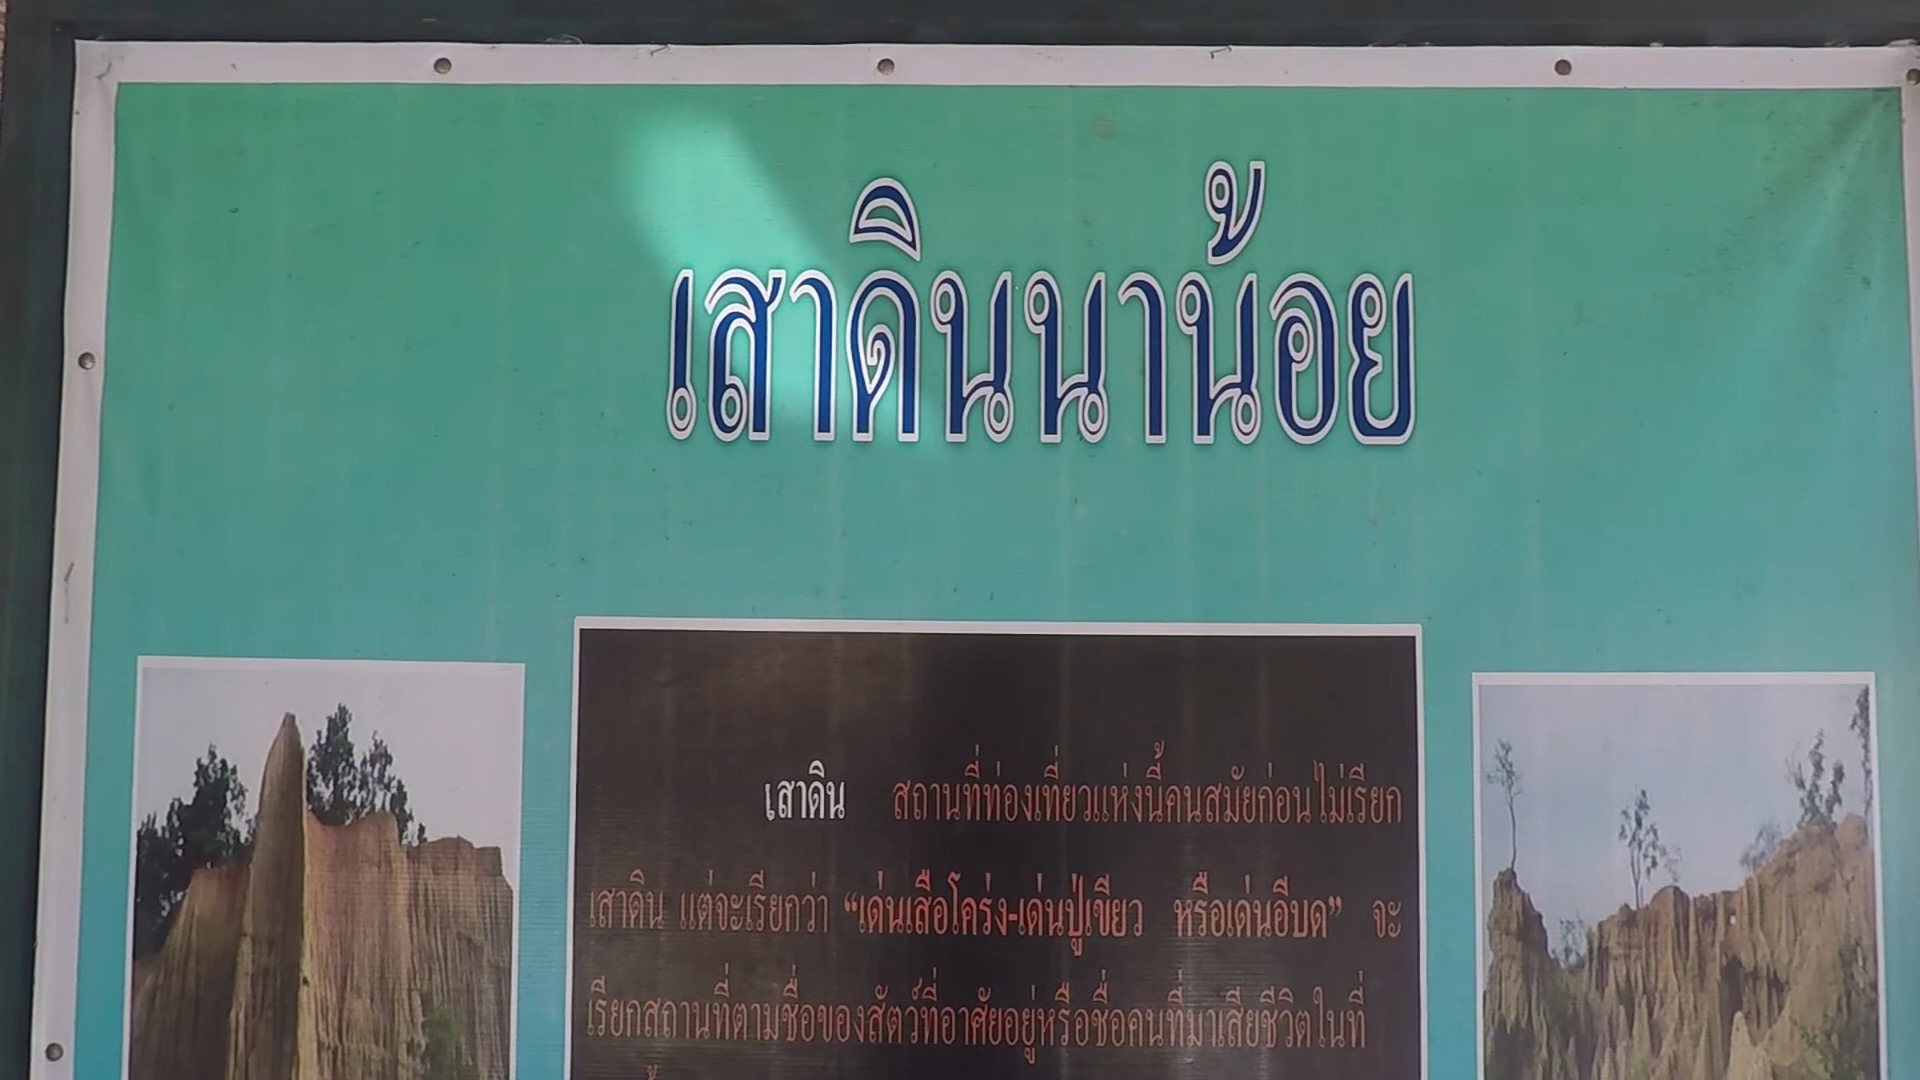 เสาดินนาน้อย
เสาดิน สถานที่ท่องเที่ยวแห่งนี้คนสมัยก่อนไม่เรียก
เสาดิน แต่จะเรียกว่า “เด่นเสือโคร่ง-เด่นปู่เขียว หรือเด่นอีบด” จะ
เรียกสถานที่ตามชื่อของสัตว์ที่อาศัยอยู่หรือชื่อคนที่มาเสียชีวิตในที่